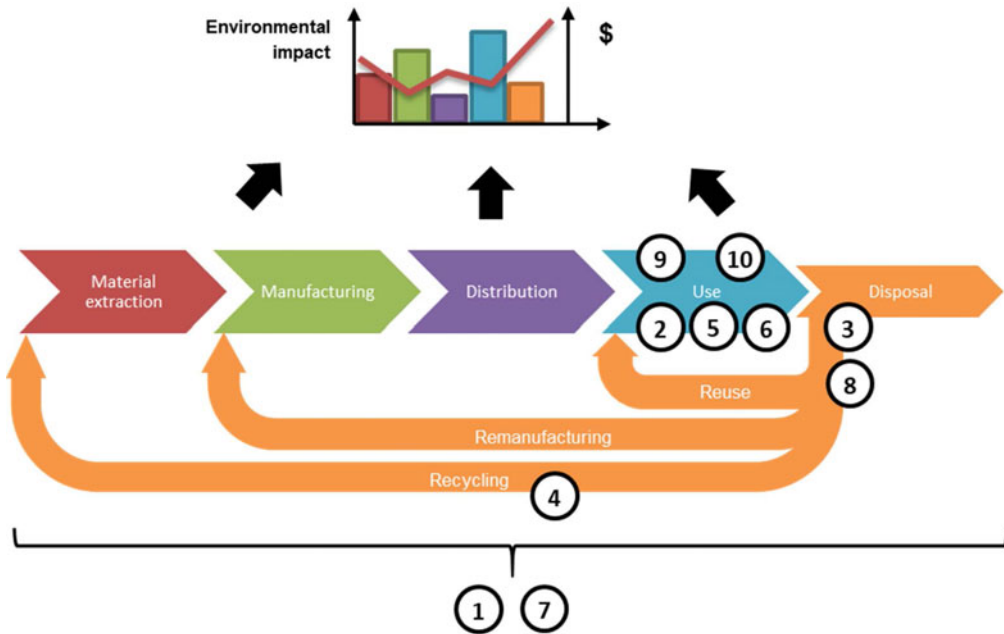 Environmental
impact
$
Material
extraction
Manufacturing
Distribution
Use
Disposal
9
10
2
5
6
3
8
Reuse
Remanufacturing
Recycling
4
1
7